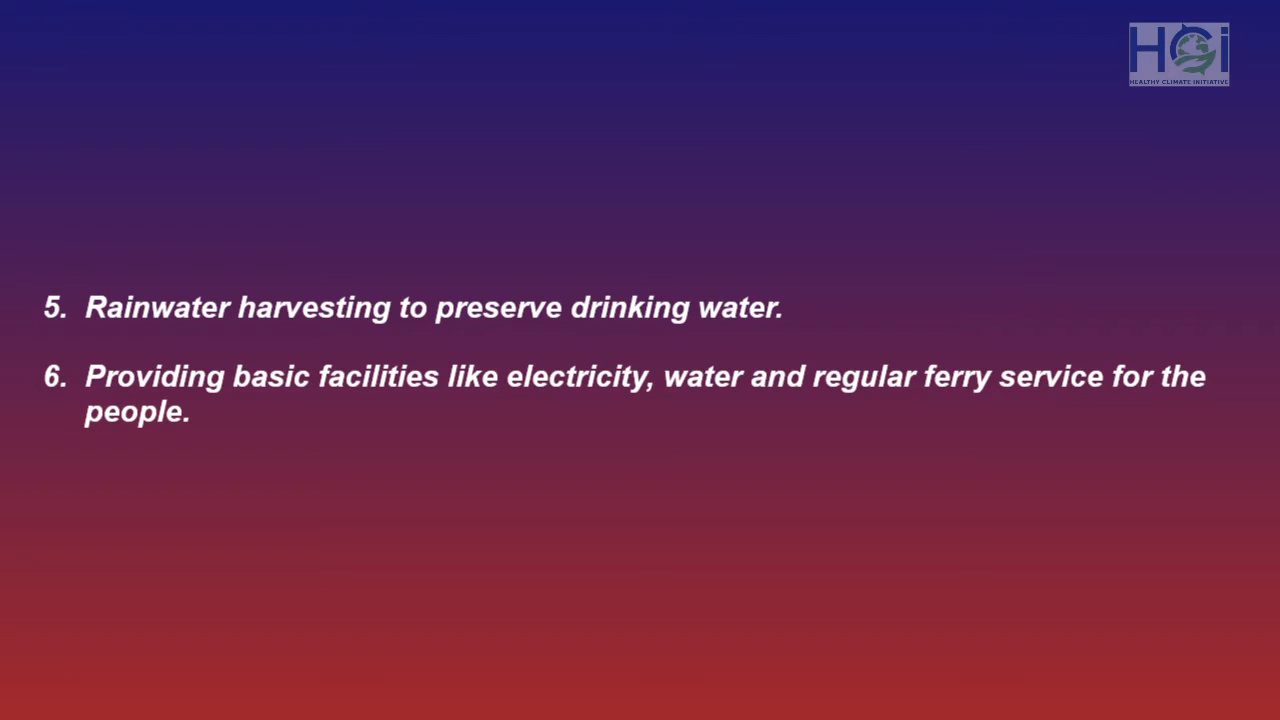 HCi
HEALTHY CLIMATE INITIATIVE
5. Rainwater harvesting to preserve drinking water.
6. Providing basic facilities like electricity, water and regular ferry service for the
people.